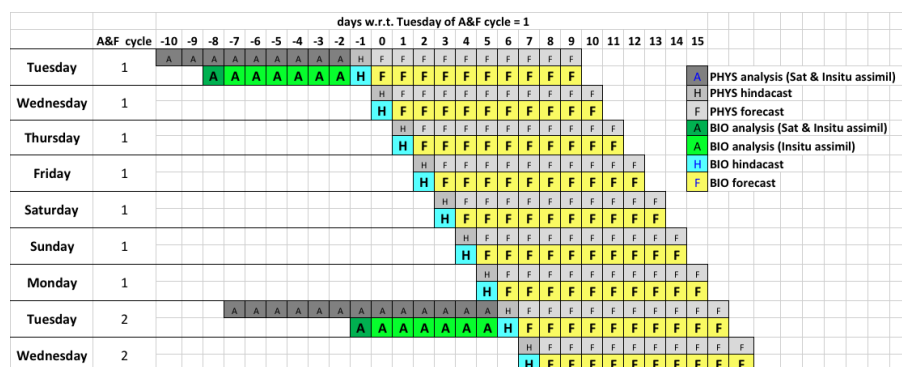 days w.r.t. Tuesday of A&F cycle = 1
A&F cycle -10 -9 -8 -7 -6 -5 -4 -3 -2 -1 0 1 2 3 4 5 6 7 8 9 10 11 12 13 14 15
A A A A A A A A A H F F F F F F F F F F
Tuesday 1
A A A A A A A H F F F F F F F F F F
H F F F F F F F F F F
Wednesday 1
H F F F F F F F F F F
H F F F F F F F F F F
Thursday 1
H F F F F F F F F F F
H F F F F F F F F F F
Friday 1
H F F F F F F F F F F
H F F F F F F F F F F
Saturday 1
H F F F F F F F F F F
H F F F F F F F F F F
Sunday 1
H F F F F F F F F F F
H F F F F F F F F F F
Monday 1
H F F F F F F F F F F
A A A A A A A A A A A A A H F F F F F F F F F F
Tuesday 2
A A A A A A A H F F F F F F F F F F
H F F F F F F F F F F
Wednesday 2
H F F F F F F F F F F
A PHYS analysis (Sat & Insitu assimil)
H PHYS hindacast
F PHYS forecast
A BIO analysis (Sat & Insitu assimil)
A BIO analysis (Insitu assimil)
H BIO hindacast
F BIO forecast